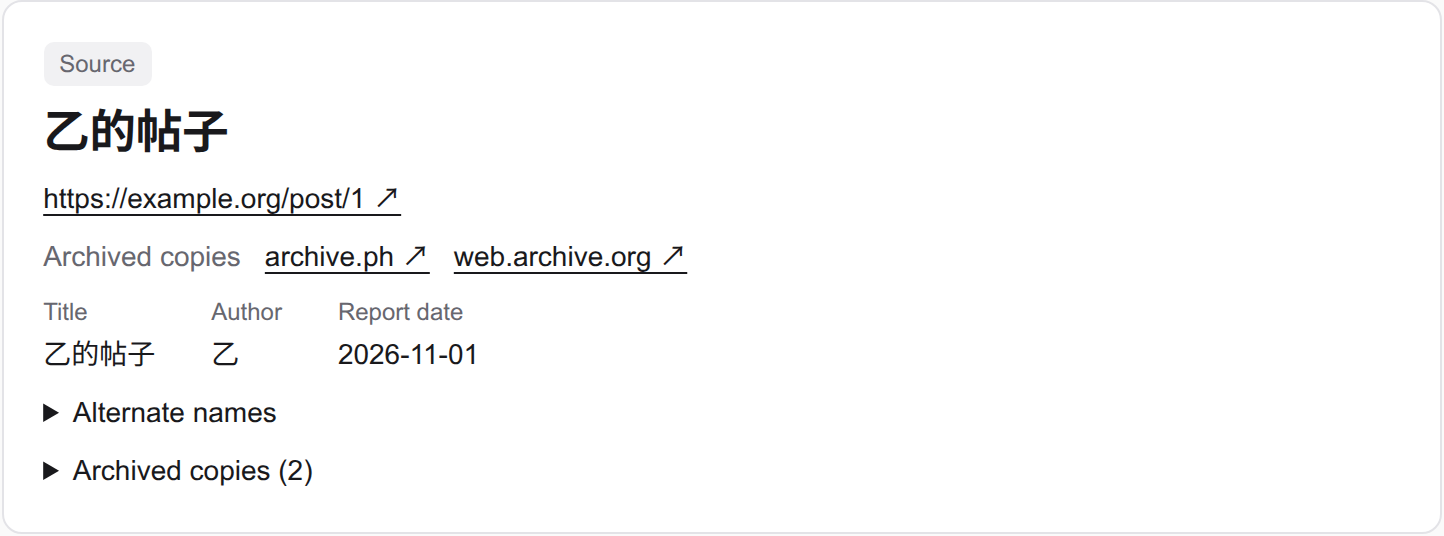 Source
乙的帖子
https://example.org/post/1 ↗
Archived copies archive.ph ↗ web.archive.org ↗
Title Author Report date
乙的帖子 乙 2026-11-01
▶ Alternate names
▶ Archived copies (2)